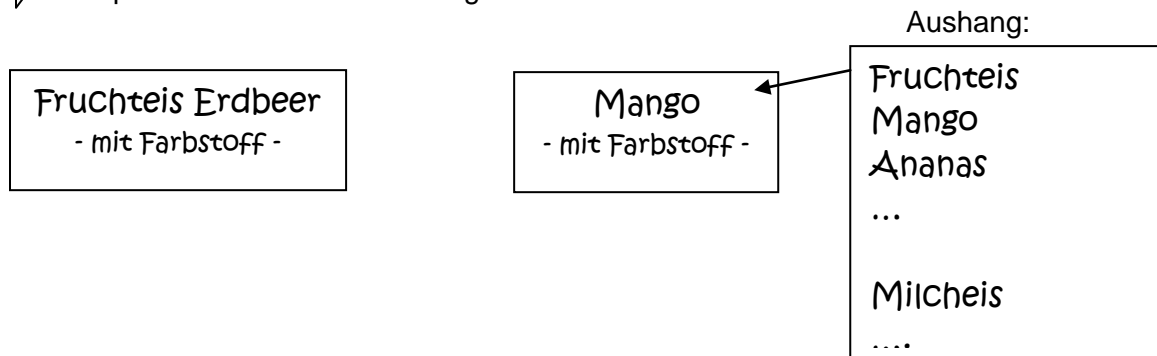 Aushang:
Fruchteis Erdbeer
- mit Farbstoff -
Mango
- mit Farbstoff -
Fruchteis
Mango
Ananas
...
Milcheis
....